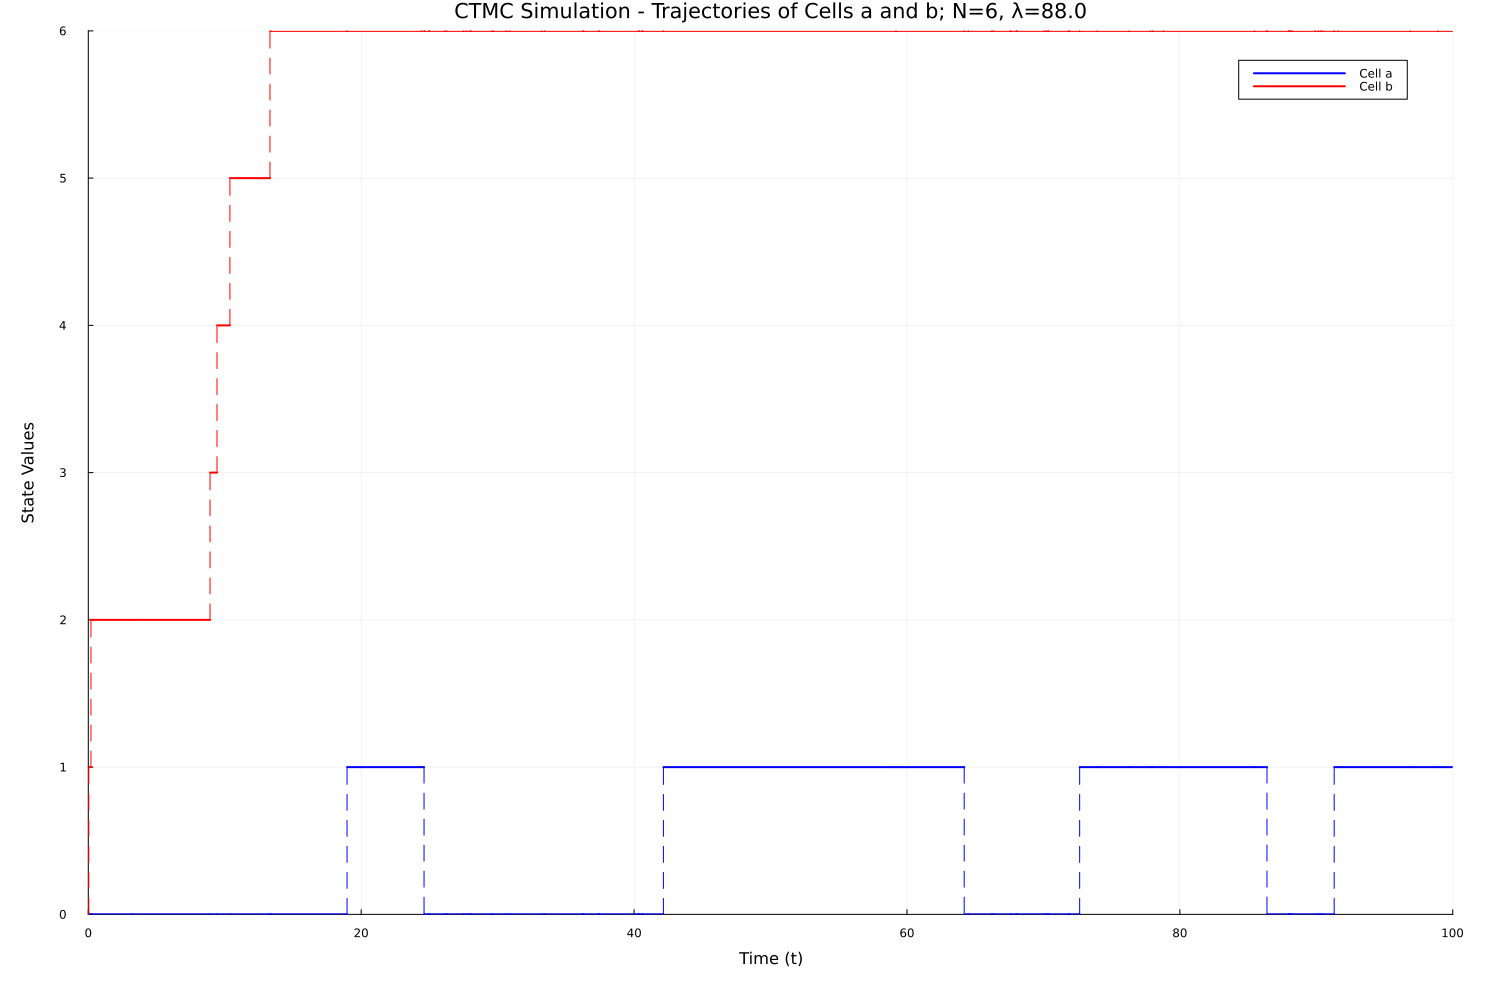 CTMC Simulation - Trajectories of Cells a and b; N=6, λ=88.0
6
Cell a
Cell b
5
4
State Values
3
2
1
0
0 20 40 60 80 100
Time (t)